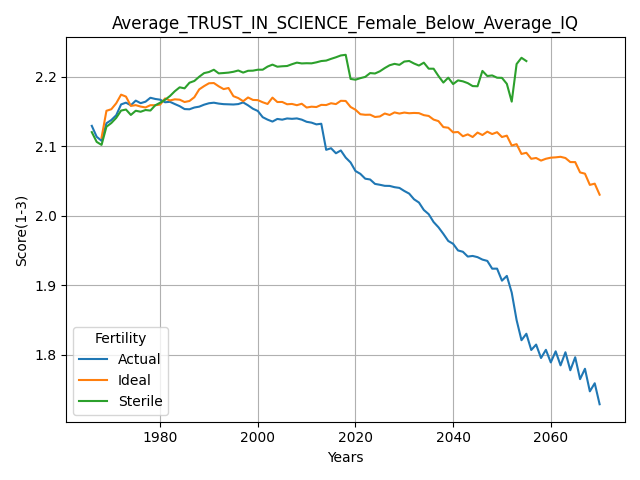 Average_TRUST_IN_SCIENCE_Female_Below_Average_IQ
Score(1-3)
2.2
2.1
2.0
1.9
1.8
Fertility
Actual
Ideal
Sterile
1980
2000
2020
2040
2060
Years